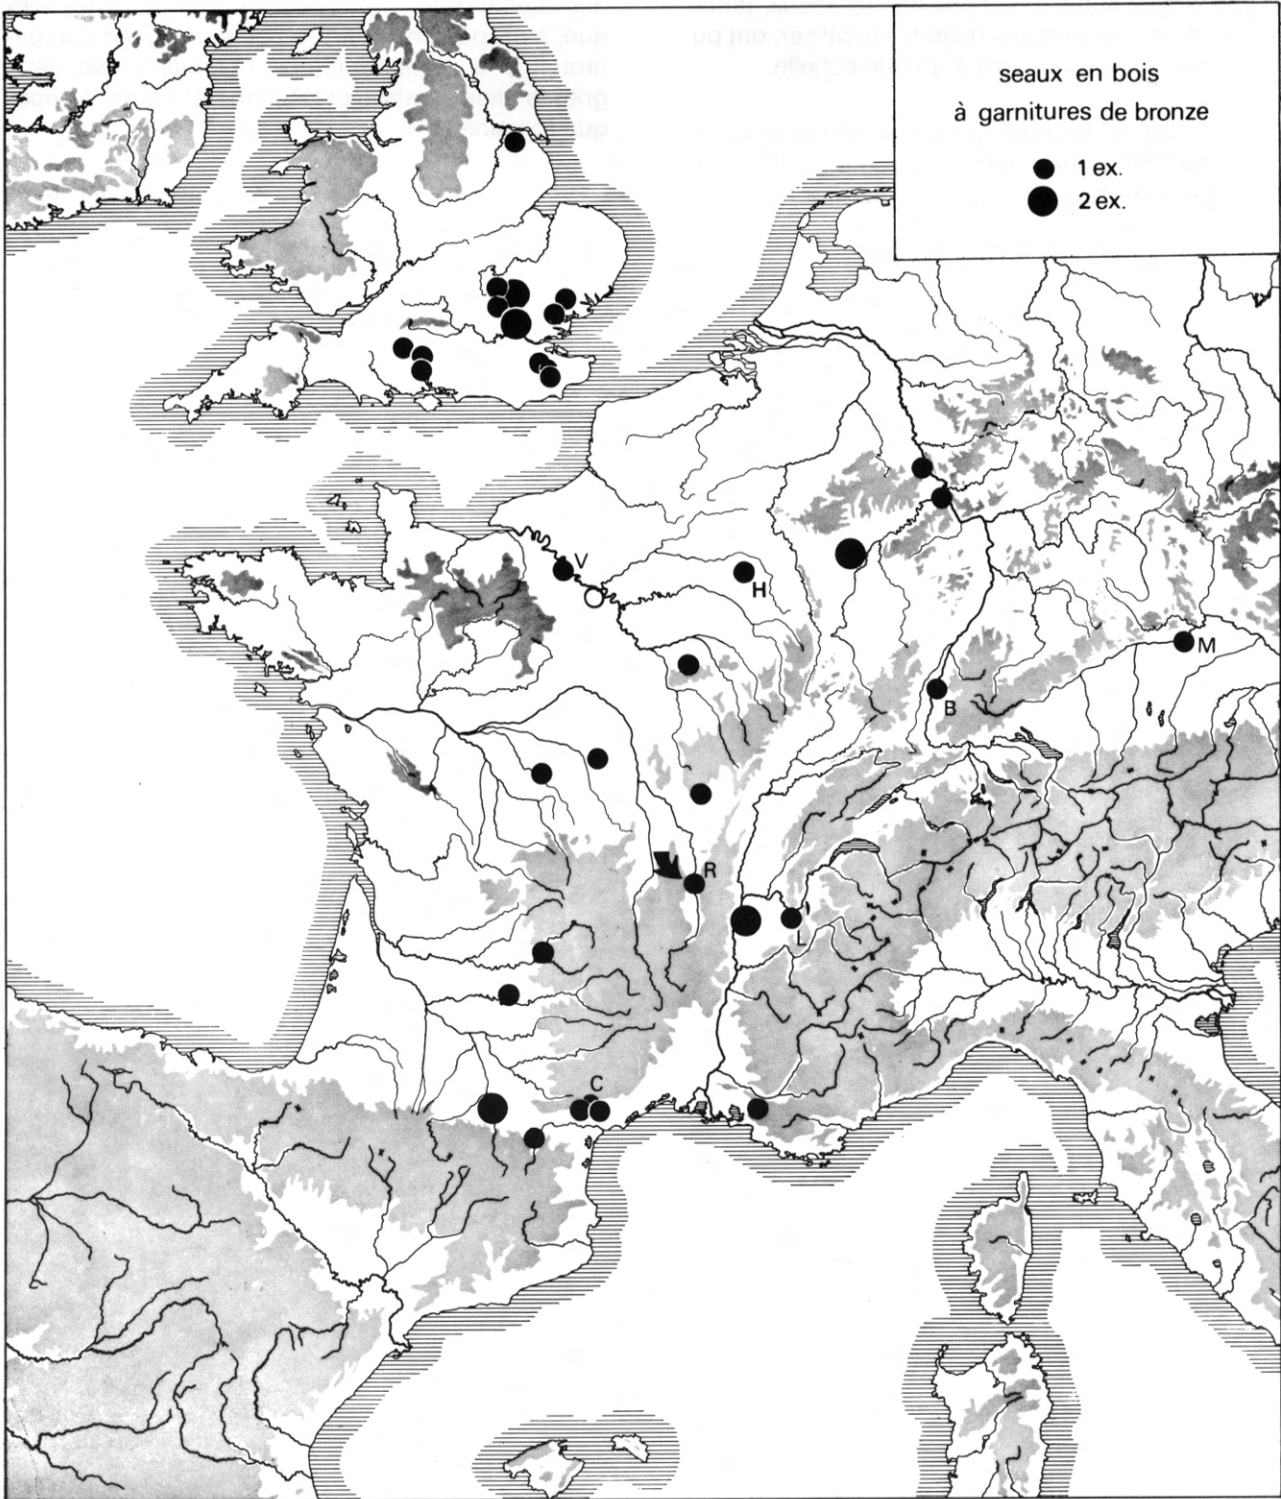 seaux en bois
à garnitures de bronze
1 ex.
2 ex.
V
H
M
B
R
L
C